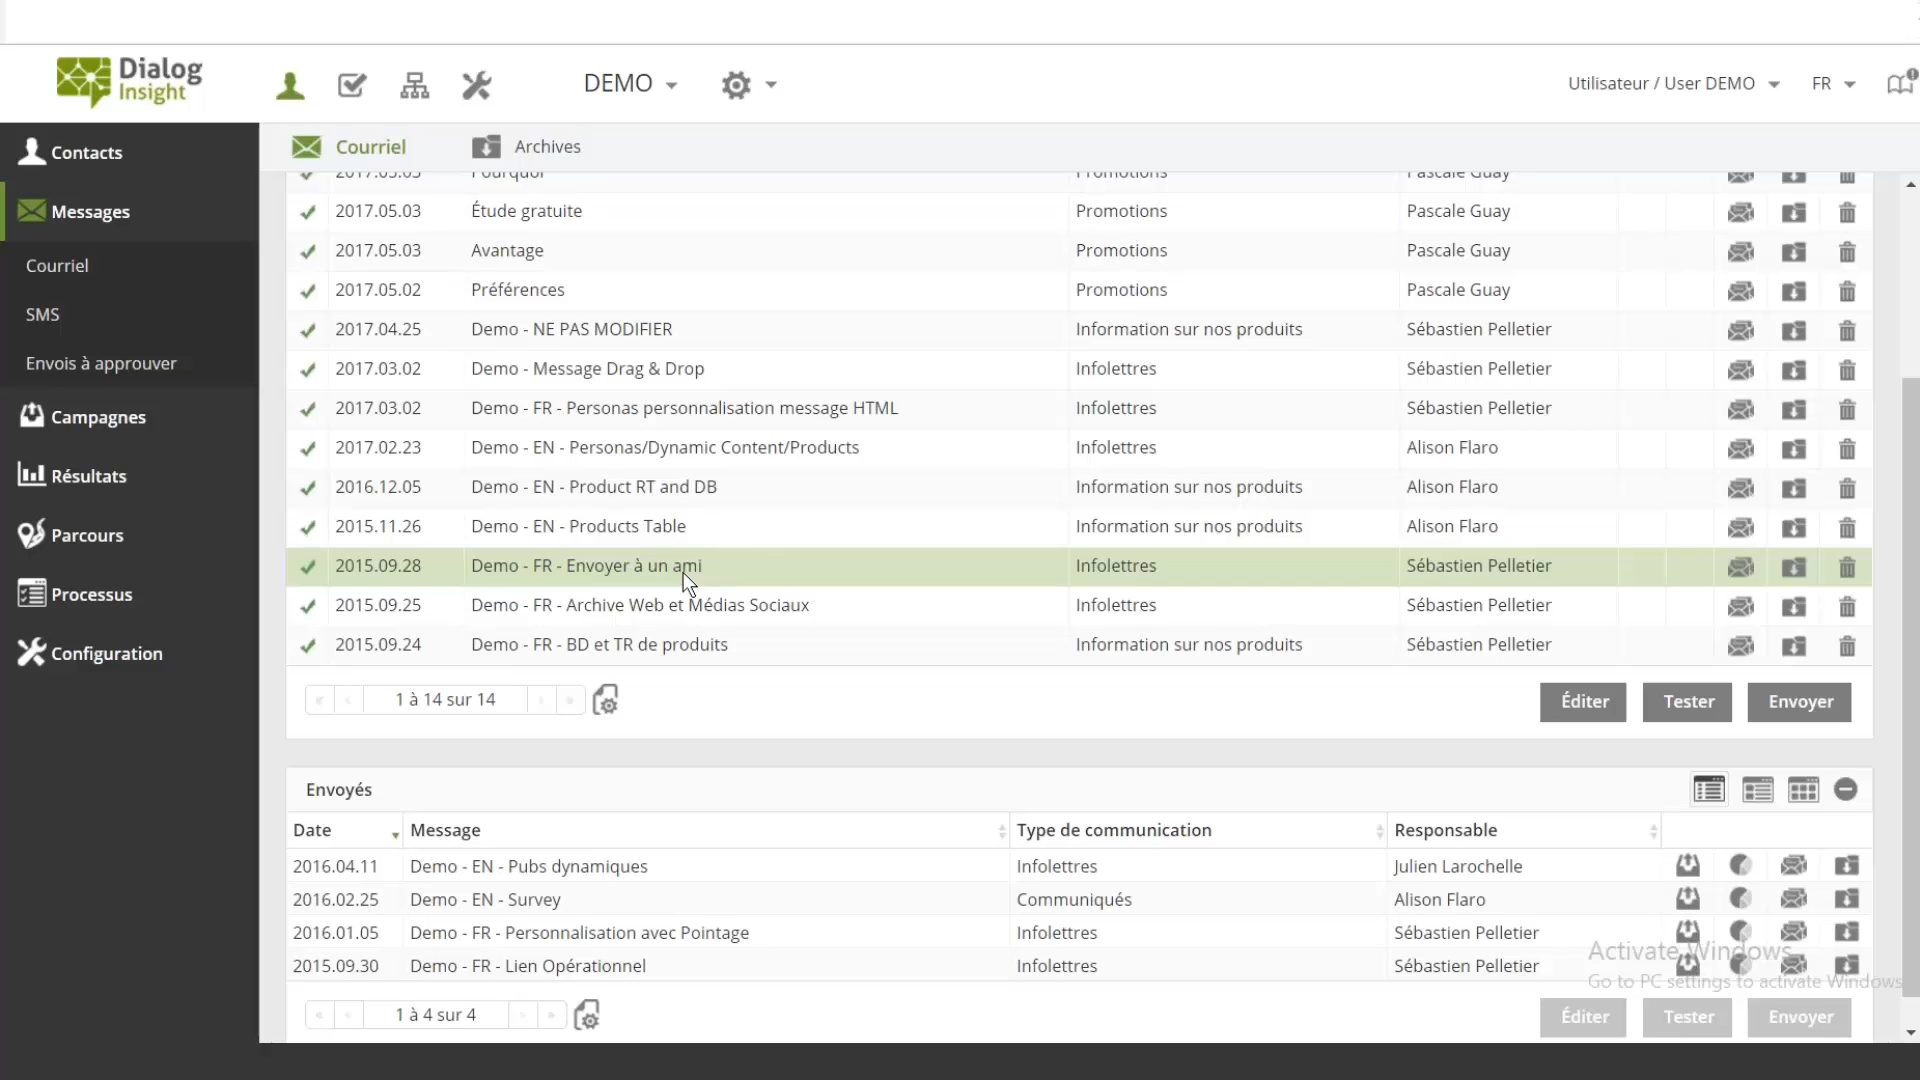 Dialog
Insight
DEMO
Utilisateur / User DEMO
FR
Contacts
Messages
Courriel
SMS
Envois à approuver
Campagnes
Résultats
Parcours
Processus
Configuration
Courriel Archives
2017.05.03 Pourquoi Promotions Pascale Guay
2017.05.03 Étude gratuite Promotions Pascale Guay
2017.05.03 Avantage Promotions Pascale Guay
2017.05.02 Préférences Promotions Pascale Guay
2017.04.25 Demo - NE PAS MODIFIER Information sur nos produits Sébastien Pelletier
2017.03.02 Demo - Message Drag & Drop Infolettres Sébastien Pelletier
2017.03.02 Demo - FR - Personas personnalisation message HTML Infolettres Sébastien Pelletier
2017.02.23 Demo - EN - Personas/Dynamic Content/Products Infolettres Alison Flaro
2016.12.05 Demo - EN - Product RT and DB Information sur nos produits Alison Flaro
2015.11.26 Demo - EN - Products Table Information sur nos produits Alison Flaro
2015.09.28 Demo - FR - Envoyer à un ami Infolettres Sébastien Pelletier
2015.09.25 Demo - FR - Archive Web et Médias Sociaux Infolettres Sébastien Pelletier
2015.09.24 Demo - FR - BD et TR de produits Information sur nos produits Sébastien Pelletier
1 à 14 sur 14
Éditer Tester Envoyer
Envoyés
Date Message Type de communication Responsable
2016.04.11 Demo - EN - Pubs dynamiques Infolettres Julien Larochelle
2016.02.25 Demo - EN - Survey Communiqués Alison Flaro
2016.01.05 Demo - FR - Personnalisation avec Pointage Infolettres Sébastien Pelletier
2015.09.30 Demo - FR - Lien Opérationnel Infolettres Sébastien Pelletier
Activate Windows
Go to PC settings to activate Windows
1 à 4 sur 4
Éditer Tester Envoyer